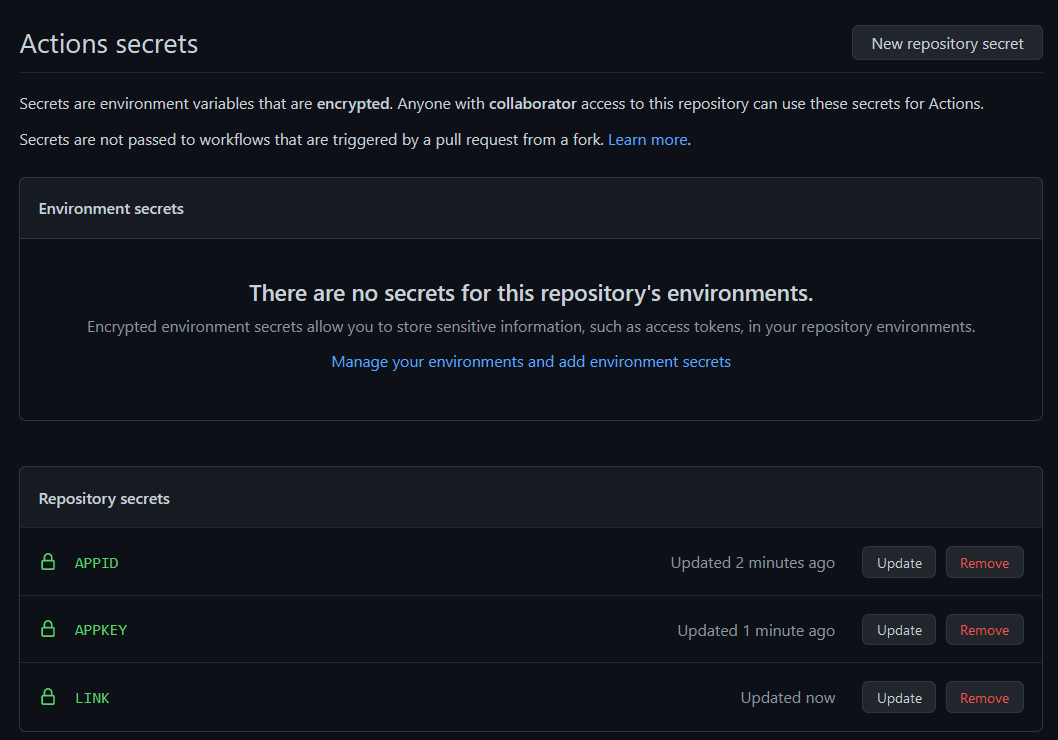 Actions secrets
New repository secret
Secrets are environment variables that are encrypted. Anyone with collaborator access to this repository can use these secrets for Actions.
Secrets are not passed to workflows that are triggered by a pull request from a fork. Learn more.
Environment secrets
There are no secrets for this repository's environments.
Encrypted environment secrets allow you to store sensitive information, such as access tokens, in your repository environments.
Manage your environments and add environment secrets
Repository secrets
APPID Updated 2 minutes ago Update Remove
APPKEY Updated 1 minute ago Update Remove
LINK Updated now Update Remove